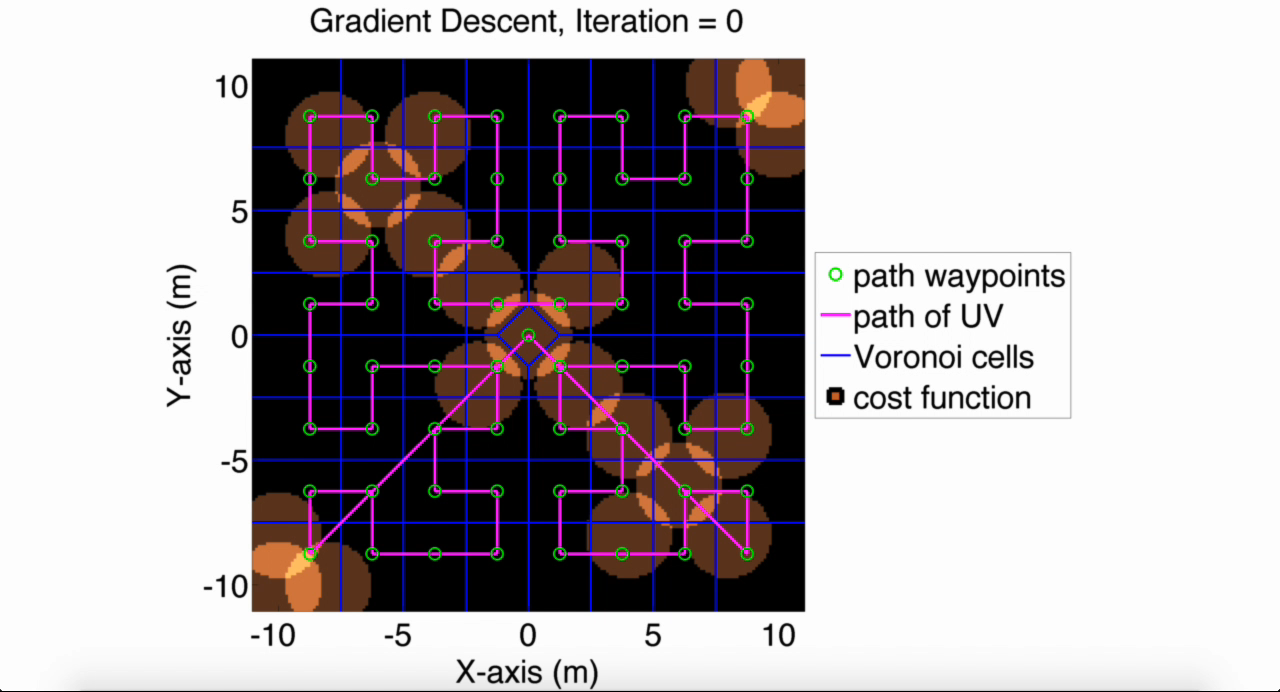 Gradient Descent, Iteration = 0
10
5
0
-5
-10
Y-axis (m)
-10 -5 0 5 10
X-axis (m)
path waypoints
path of UV
Voronoi cells
cost function